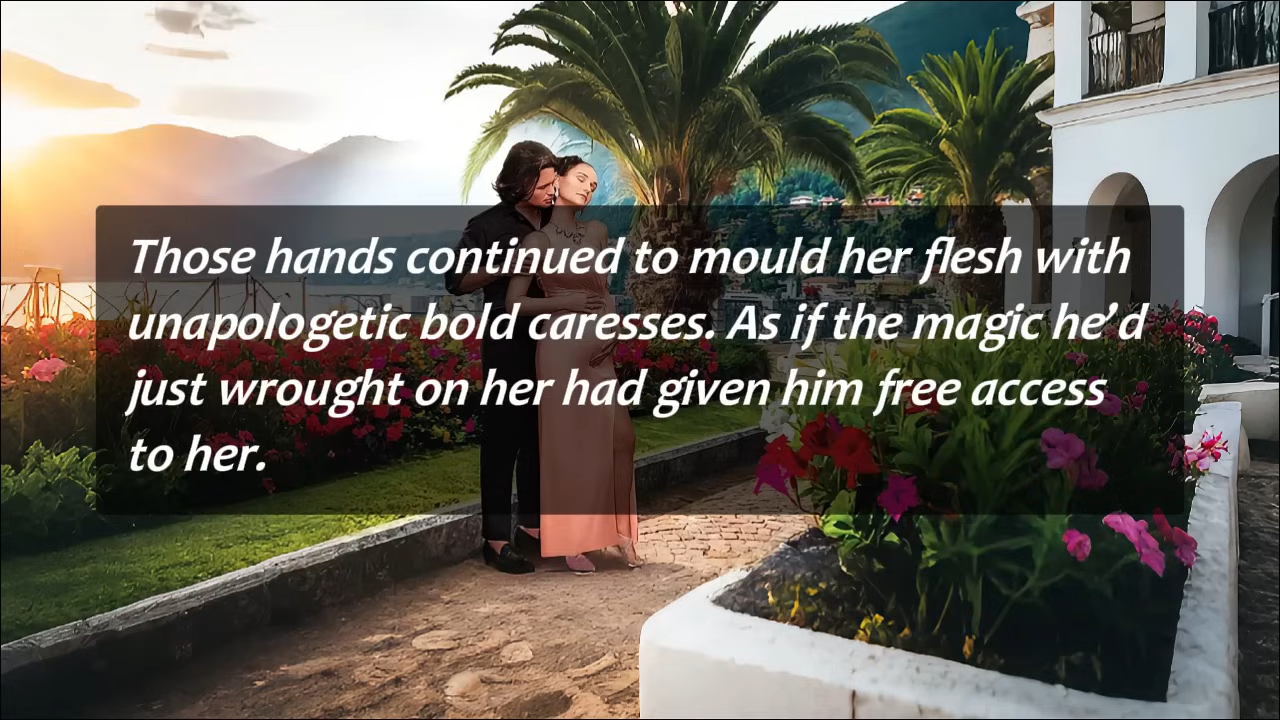 Those hands continued to mould her flesh with
unapologetic bold caresses. As if the magic he’d
just wrought on her had given him free access
to her.